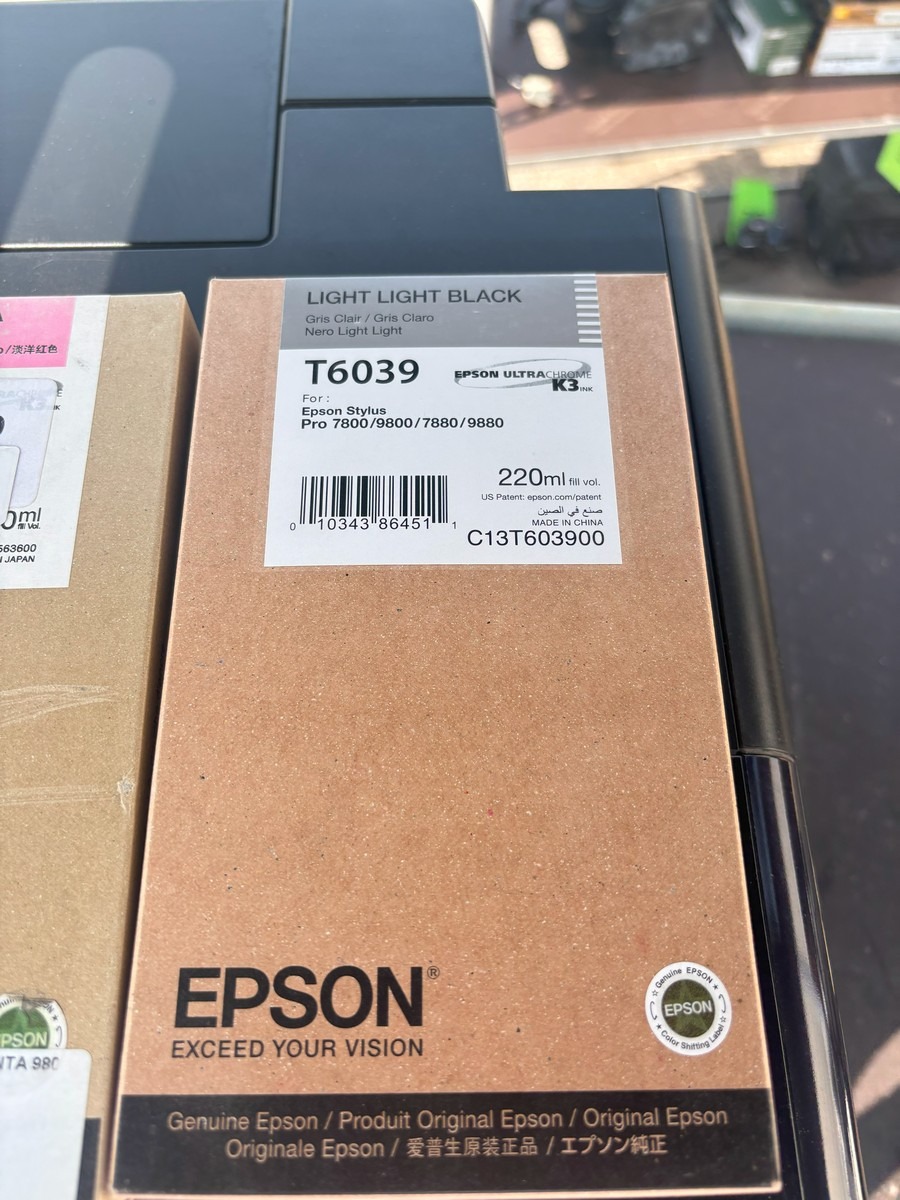 LIGHT LIGHT BLACK
Gris Clair / Gris Claro
Nero Light Light
T6039
EPSON ULTRACHROME
K3 INK
For :
Epson Stylus
Pro 7800/9800/7880/9880
220ml fill vol.
US Patent: epson.com/patent
صنع في الصين
MADE IN CHINA
C13T603900
0 10343 86451 1
EPSON®
EXCEED YOUR VISION
Genuine EPSON
EPSON
Color Shifting Label
Genuine Epson / Produit Original Epson / Original Epson
Originale Epson / 爱普生原装正品 / エプソン純正
/淡洋红色
K3
0ml
fill Vol.
563600
JAPAN
PSON
NTA 980